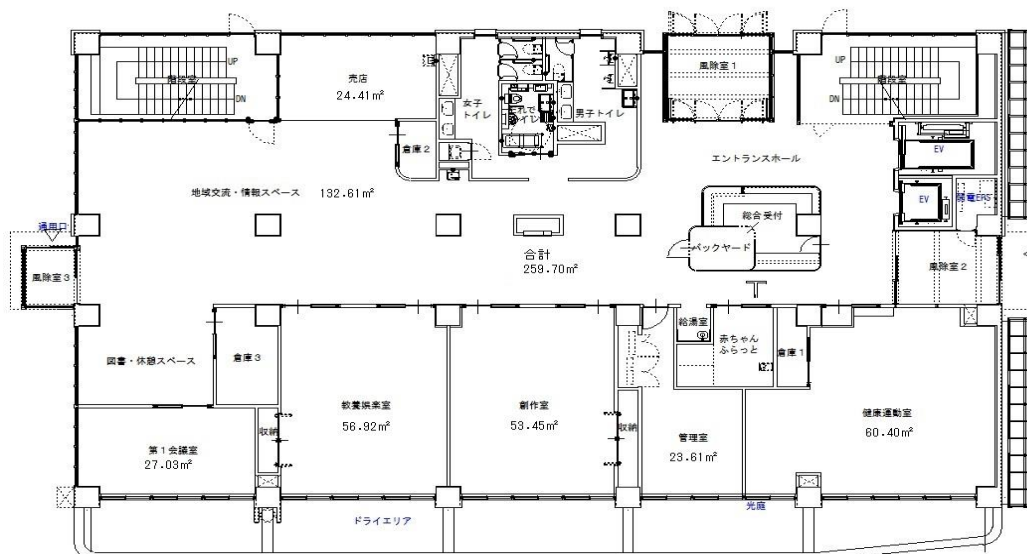 UP
階段室
DN
売店
24.41㎡
女子
トイレ
男子トイレ
風除室1
UP
階段室
DN
倉庫2
エントランスホール
EV
EV
地域交流・情報スペース 132.61㎡
総合受付
バックヤード
通用口
風除室3
合計
259.70㎡
風除室2
図書・休憩スペース
倉庫3
給湯室
赤ちゃん
ふらっと
倉庫1
教養娯楽室
56.92㎡
創作室
53.45㎡
健康運動室
60.40㎡
収納
収納
第1会議室
27.03㎡
管理室
23.61㎡
ドライエリア
光庭